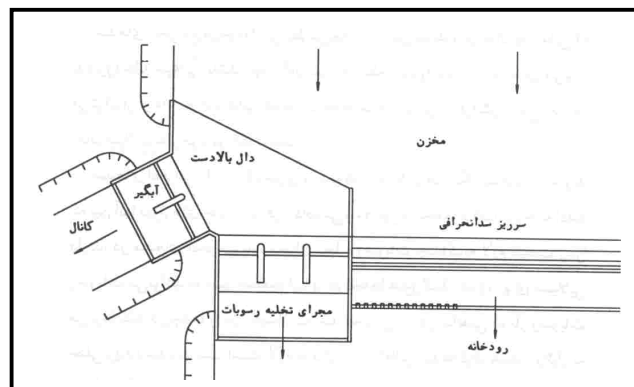 مخزن
دال بالادست
آبگیر
کانال
سرریز سدانحرافی
مجرای تخلیه رسوبات
رودخانه